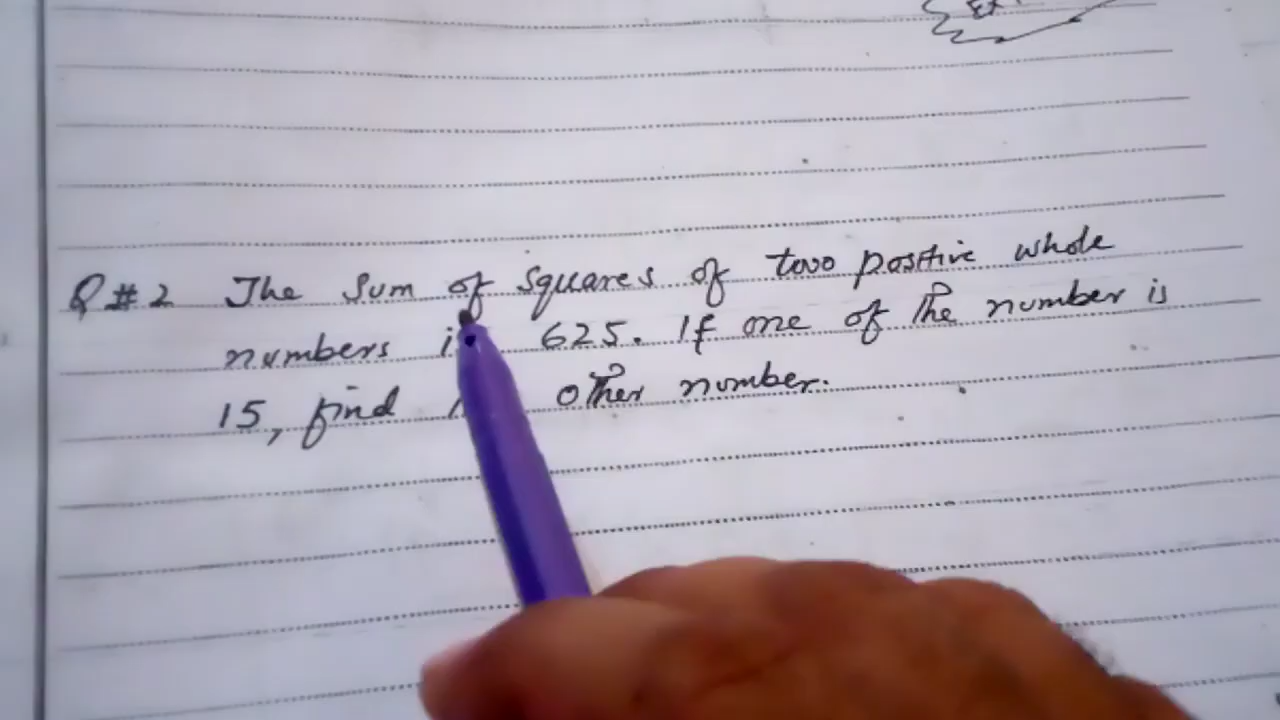 Q # 2 The Sum of Squares of two positive whole
numbers i 625. If one of the number is
15, find other number.